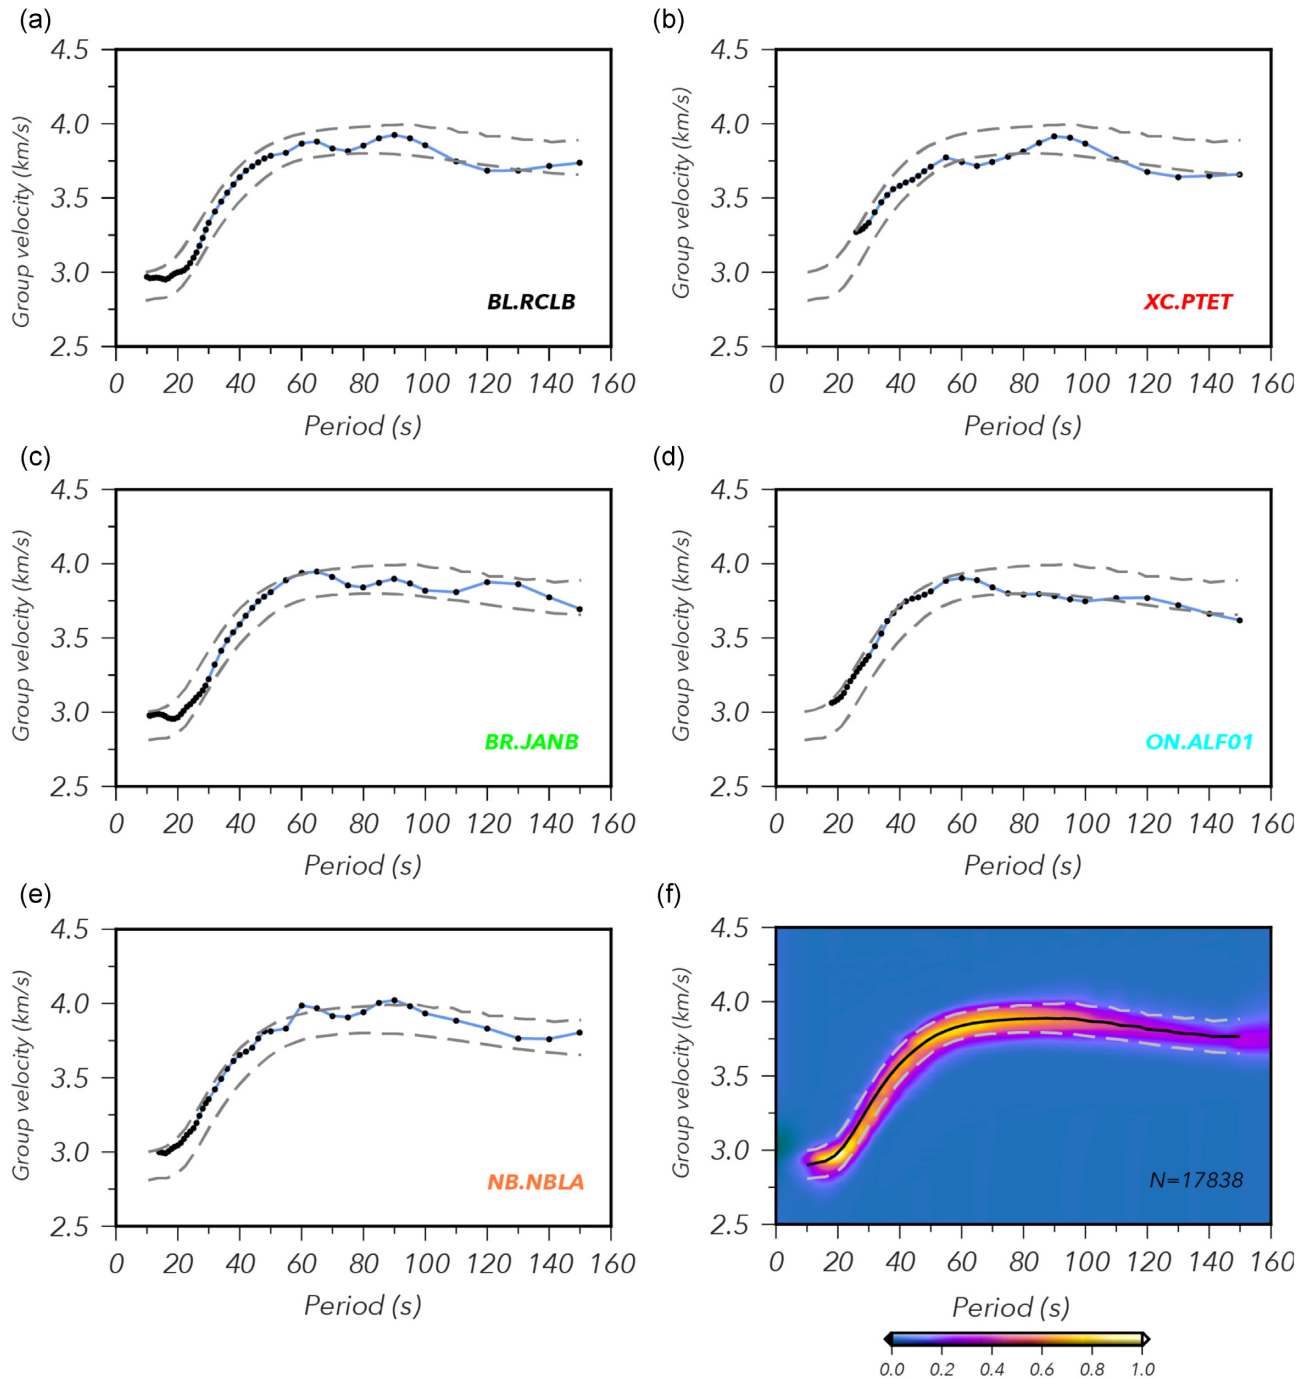 (a)
4.5
4.0
3.5
3.0
2.5
Group velocity (km/s)
BL.RCLB
0 20 40 60 80 100 120 140 160
Period (s)
(b)
4.5
4.0
3.5
3.0
2.5
Group velocity (km/s)
XC.PTET
0 20 40 60 80 100 120 140 160
Period (s)
(c)
4.5
4.0
3.5
3.0
2.5
Group velocity (km/s)
BR.JANB
0 20 40 60 80 100 120 140 160
Period (s)
(d)
4.5
4.0
3.5
3.0
2.5
Group velocity (km/s)
ON.ALF01
0 20 40 60 80 100 120 140 160
Period (s)
(e)
4.5
4.0
3.5
3.0
2.5
Group velocity (km/s)
NB.NBLA
0 20 40 60 80 100 120 140 160
Period (s)
(f)
4.5
4.0
3.5
3.0
2.5
Group velocity (km/s)
N=17838
0 20 40 60 80 100 120 140 160
Period (s)
0.0 0.2 0.4 0.6 0.8 1.0